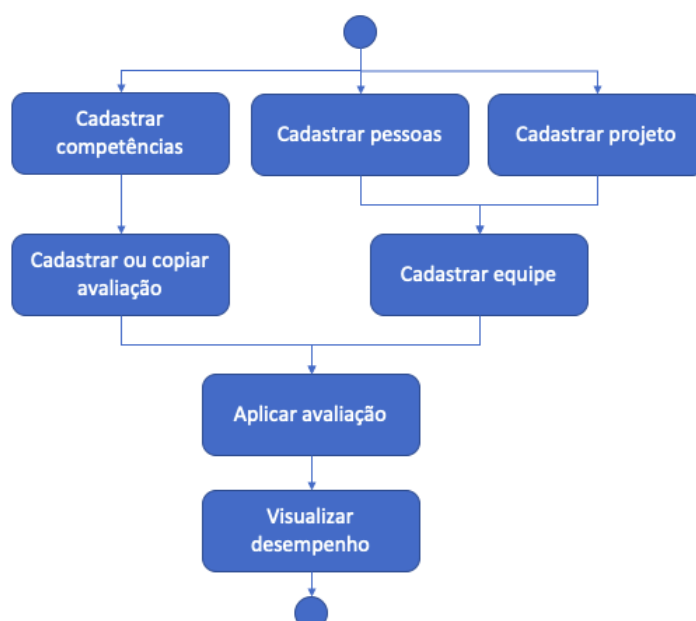 Cadastrar
competências
Cadastrar pessoas
Cadastrar projeto
Cadastrar ou copiar
avaliação
Cadastrar equipe
Aplicar avaliação
Visualizar
desempenho